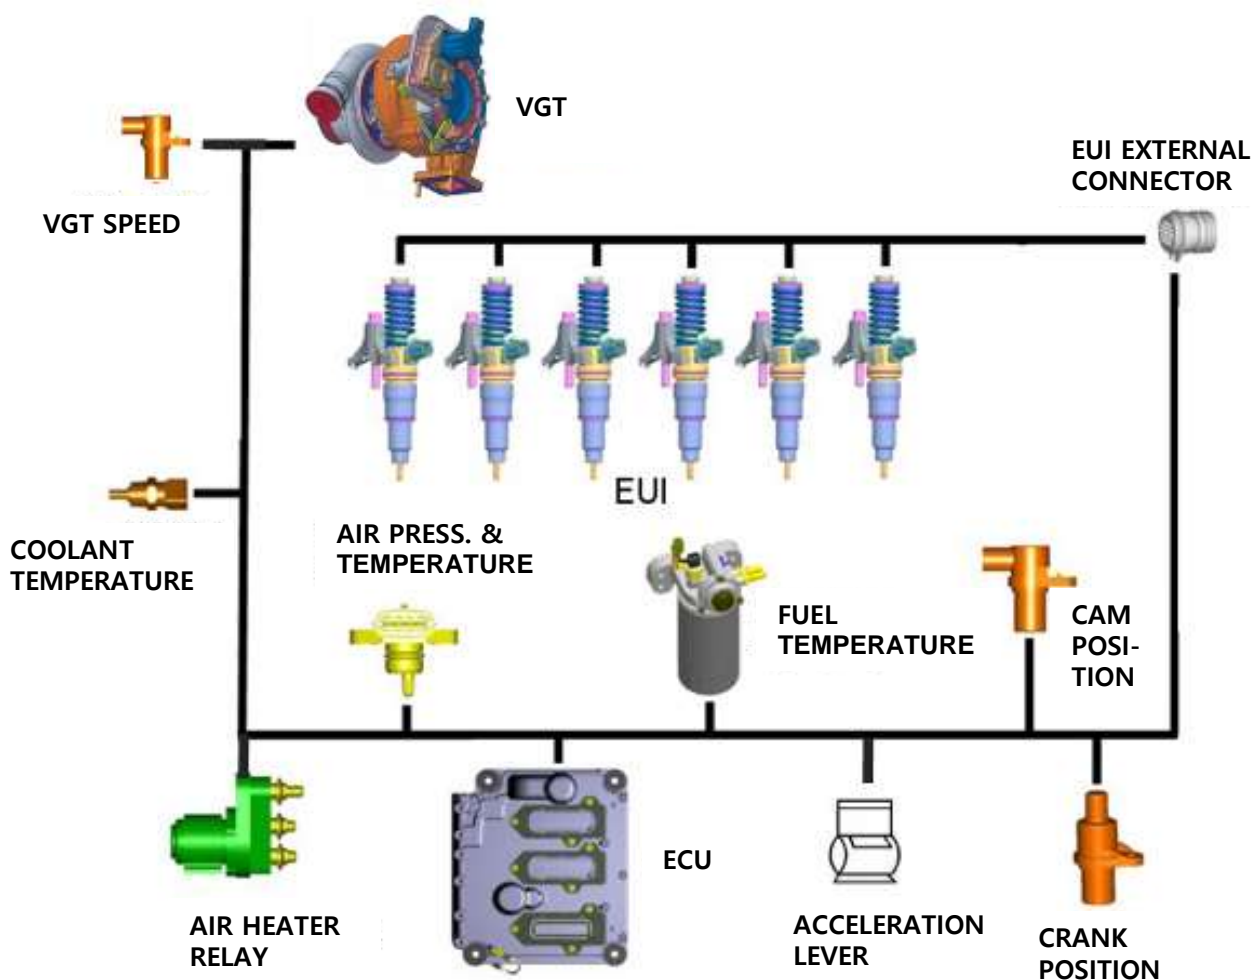 VGT
EUI EXTERNAL
CONNECTOR
VGT SPEED
EUI
AIR PRESS. &
TEMPERATURE
COOLANT
TEMPERATURE
FUEL
TEMPERATURE
CAM
POSI-
TION
ECU
AIR HEATER
RELAY
ACCELERATION
LEVER
CRANK
POSITION